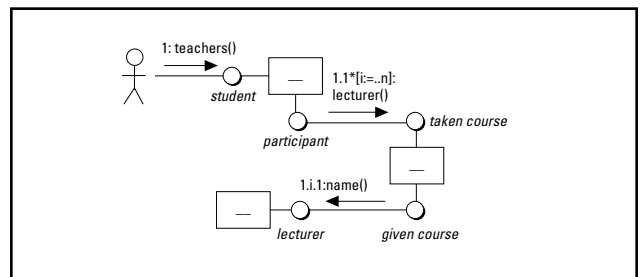 1: teachers()
student
1.1*[i:=..n]:
lecturer()
participant
taken course
1.i.1:name()
lecturer
given course